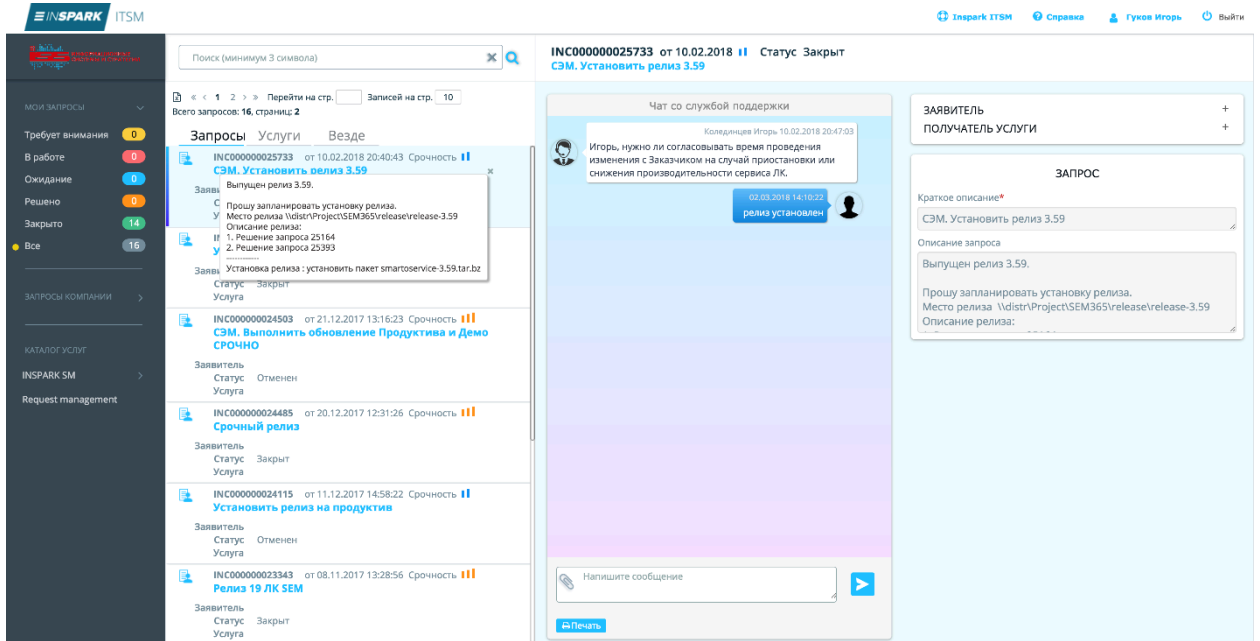 INSPARK ITSM
Inspark ITSM Справка Гуков Игорь Выйти
МОИ ЗАПРОСЫ
Требует внимания 0
В работе 0
Ожидание 0
Решено 0
Закрыто 14
Все 16
ЗАПРОСЫ КОМПАНИИ
КАТАЛОГ УСЛУГ
INSPARK SM
Request management
Поиск (минимум 3 символа)
« < 1 2 > » Перейти на стр. Записей на стр. 10
Всего запросов: 16, страниц: 2
Запросы Услуги Везде
INC000000025733 от 10.02.2018 20:40:43 Срочность
СЭМ. Установить релиз 3.59
Выпущен релиз 3.59.
Прошу запланировать установку релиза.
Место релиза \\distr\Project\SEM365\release\release-3.59
Описание релиза:
1. Решение запроса 25164
2. Решение запроса 25393
------------
Установка релиза : установить пакет smartoservice-3.59.tar.bz
Статус Закрыт
Услуга
INC000000024503 от 21.12.2017 13:16:23 Срочность
СЭМ. Выполнить обновление Продуктива и Демо
СРОЧНО
Заявитель
Статус Отменен
Услуга
INC000000024485 от 20.12.2017 12:31:26 Срочность
Срочный релиз
Заявитель
Статус Закрыт
Услуга
INC000000024115 от 11.12.2017 14:58:22 Срочность
Установить релиз на продуктив
Заявитель
Статус Отменен
Услуга
INC000000023343 от 08.11.2017 13:28:56 Срочность
Релиз 19 ЛК SEM
Заявитель
Статус Закрыт
Услуга
INC000000025733 от 10.02.2018 Статус Закрыт
СЭМ. Установить релиз 3.59
Чат со службой поддержки
Колединцев Игорь 10.02.2018 20:47:03
Игорь, нужно ли согласовывать время проведения
изменения с Заказчиком на случай приостановки или
снижения производительности сервиса ЛК.
02.03.2018 14:10:22
релиз установлен
Напишите сообщение
Печать
ЗАЯВИТЕЛЬ +
ПОЛУЧАТЕЛЬ УСЛУГИ +
ЗАПРОС
Краткое описание*
СЭМ. Установить релиз 3.59
Описание запроса
Выпущен релиз 3.59.
Прошу запланировать установку релиза.
Место релиза \\distr\Project\SEM365\release\release-3.59
Описание релиза: